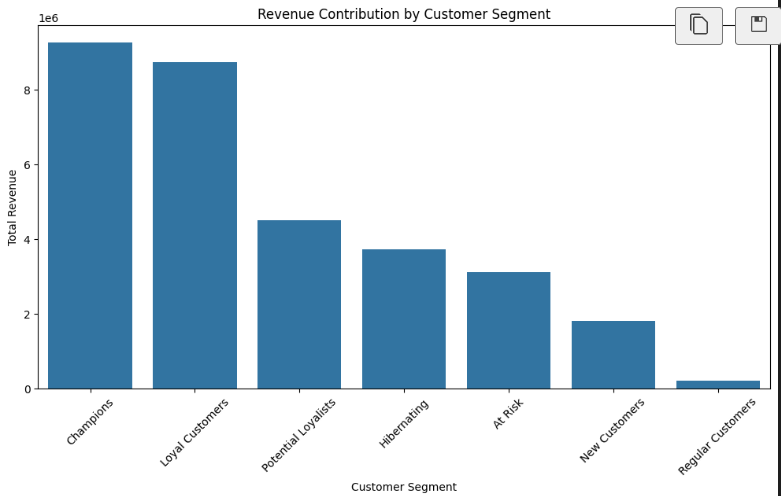 Revenue Contribution by Customer Segment
1e6
8
6
4
2
0
Total Revenue
Champions
Loyal Customers
Potential Loyalists
Hibernating
At Risk
New Customers
Regular Customers
Customer Segment